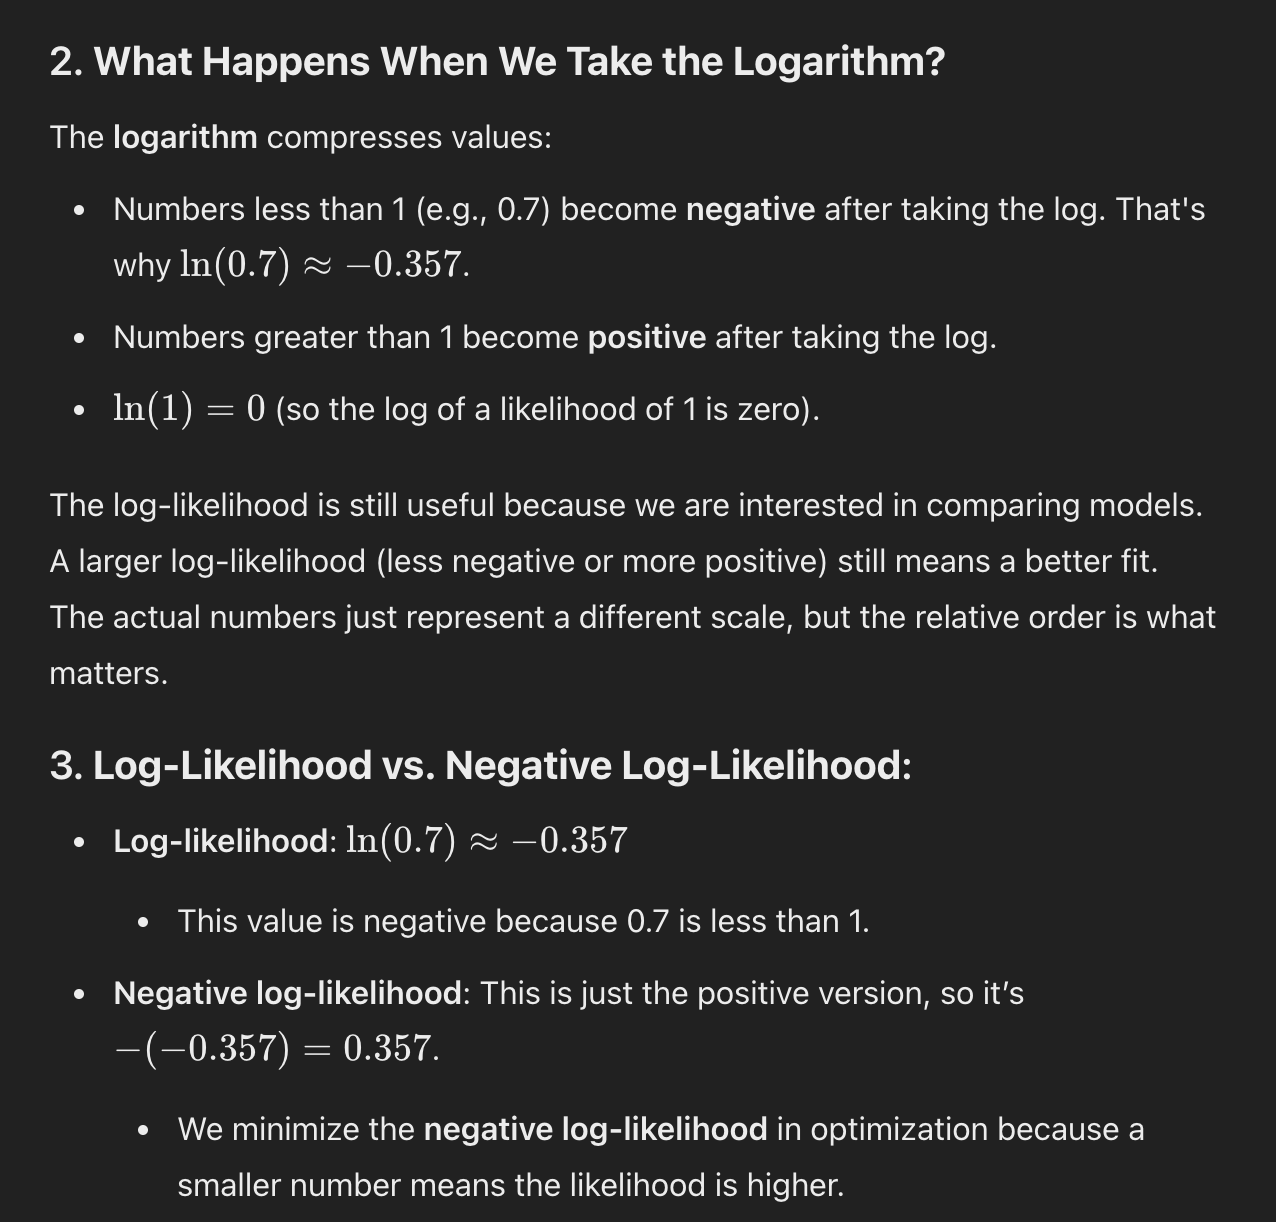 2. What Happens When We Take the Logarithm?
The logarithm compresses values:
• Numbers less than 1 (e.g., 0.7) become negative after taking the log. That's
why ln(0.7) ≈ −0.357.
• Numbers greater than 1 become positive after taking the log.
• ln(1) = 0 (so the log of a likelihood of 1 is zero).
The log-likelihood is still useful because we are interested in comparing models.
A larger log-likelihood (less negative or more positive) still means a better fit.
The actual numbers just represent a different scale, but the relative order is what
matters.
3. Log-Likelihood vs. Negative Log-Likelihood:
• Log-likelihood: ln(0.7) ≈ −0.357
• This value is negative because 0.7 is less than 1.
• Negative log-likelihood: This is just the positive version, so it’s
−(−0.357) = 0.357.
• We minimize the negative log-likelihood in optimization because a
smaller number means the likelihood is higher.